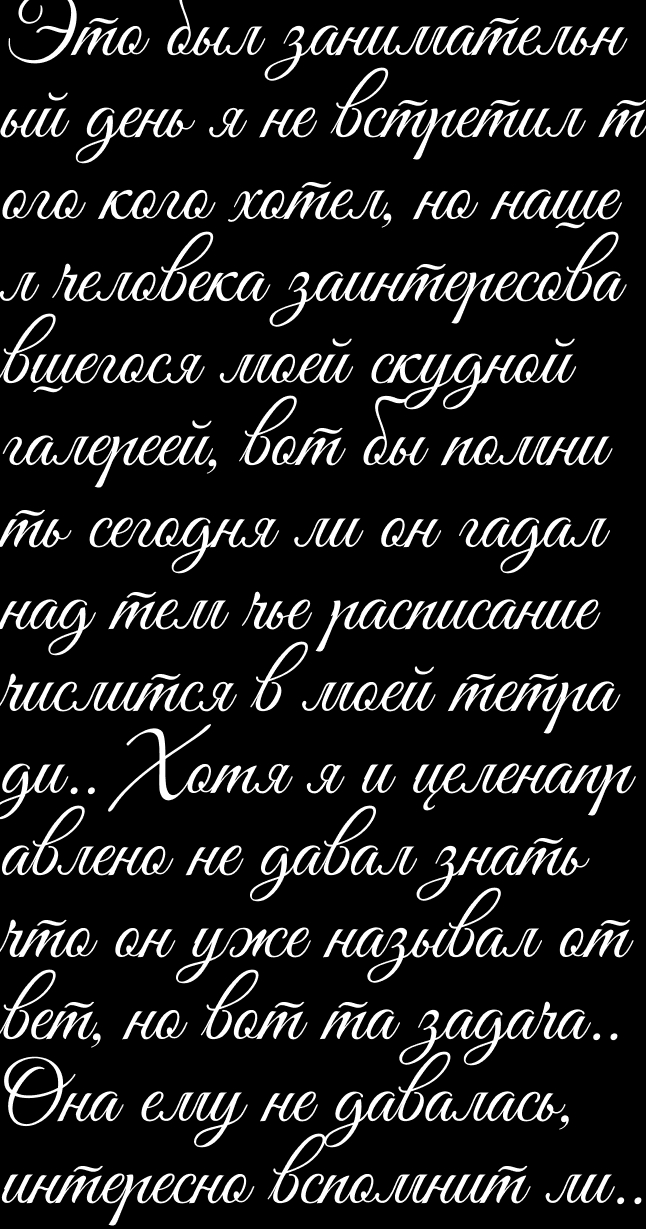 Это был занимательн
ый день я не встретил т
ого кого хотел, но наше
л человека заинтересова
вшегося моей скудной
галереей, вот бы помни
ть сегодня ли он гадал
над тем чье расписание
числится в моей тетра
ди.. Хотя я и целенапр
авлено не давал знать
что он уже называл от
вет, но вот та задача..
Она ему не давалась,
интересно вспомнит ли..